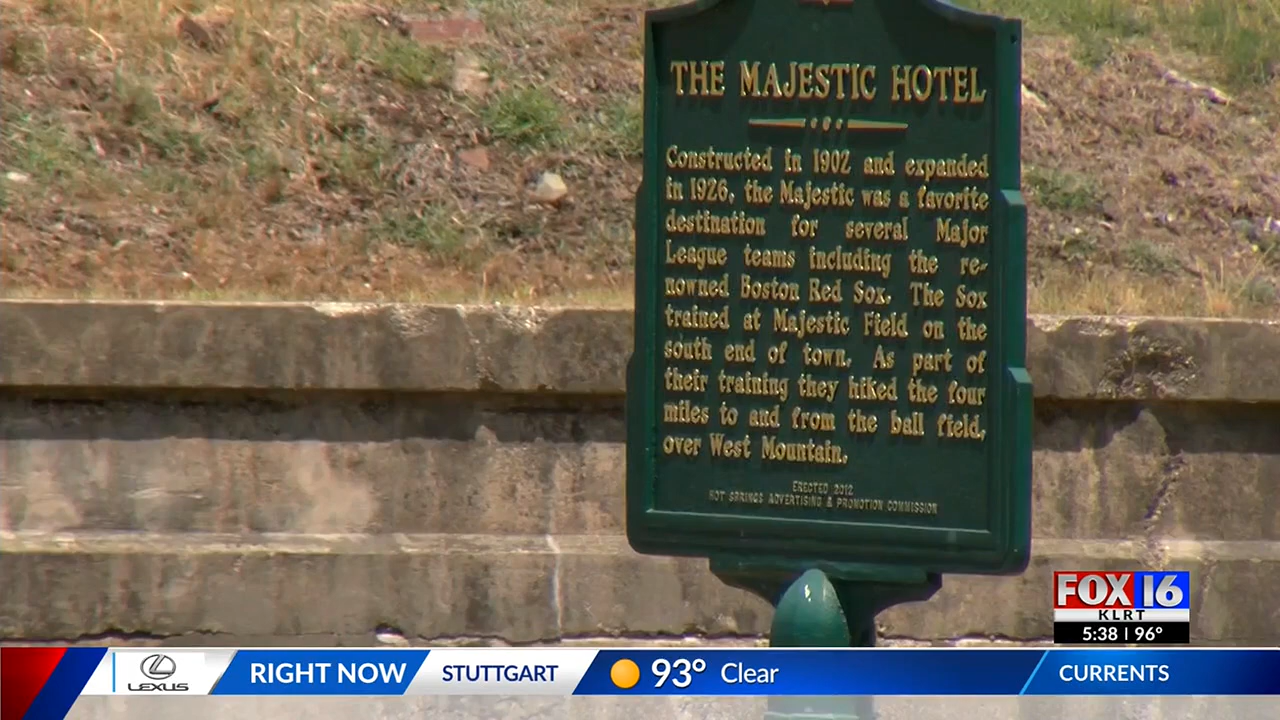 THE MAJESTIC HOTEL
Constructed in 1902 and expanded
in 1926, the Majestic was a favorite
destination for several Major
League teams including the re-
nowned Boston Red Sox. The Sox
trained at Majestic Field on the
south end of town. As part of
their training they hiked the four
miles to and from the ball field,
over West Mountain.
ERECTED 2012
HOT SPRINGS ADVERTISING & PROMOTION COMMISSION
FOX 16
KLRT
5:38 | 96°
LEXUS
RIGHT NOW
STUTTGART
93° Clear
CURRENTS